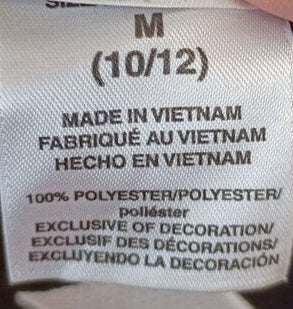 M
(10/12)
MADE IN VIETNAM
FABRIQUÉ AU VIETNAM
HECHO EN VIETNAM
100% POLYESTER/POLYESTER/
poliéster
EXCLUSIVE OF DECORATION/
EXCLUSIF DES DÉCORATIONS/
EXCLUYENDO LA DECORACIÓN